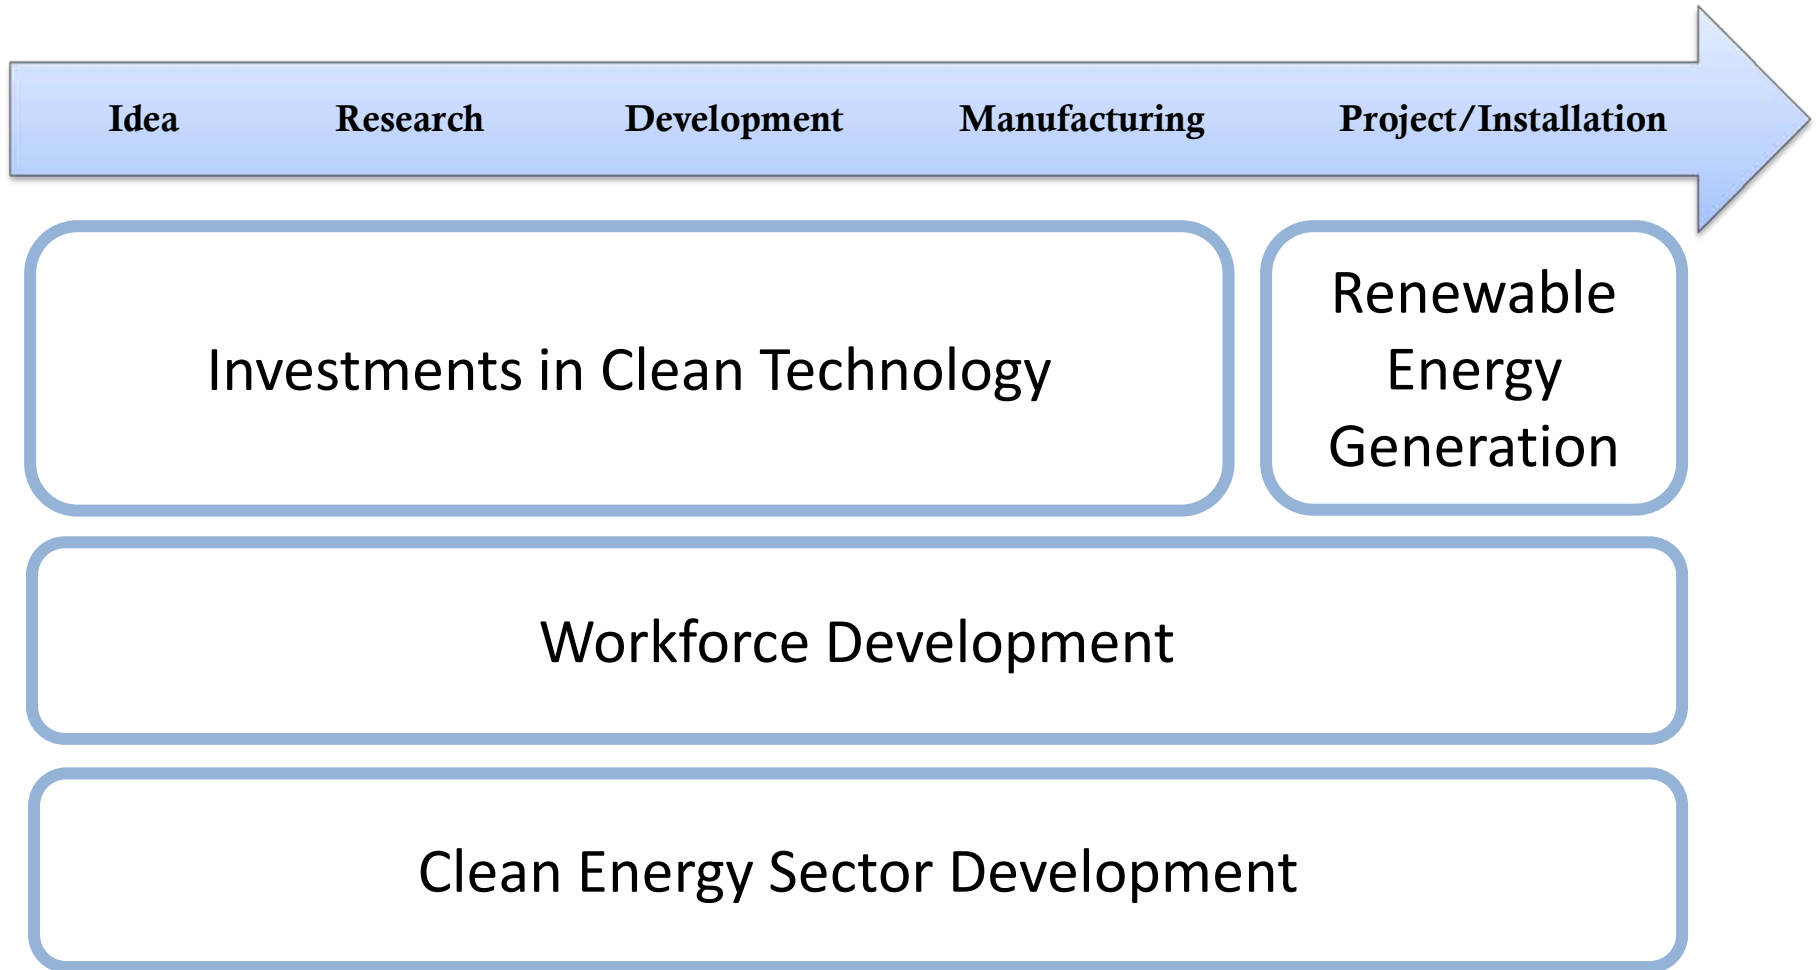 Idea Research Development Manufacturing Project/Installation
Investments in Clean Technology
Renewable
Energy
Generation
Workforce Development
Clean Energy Sector Development